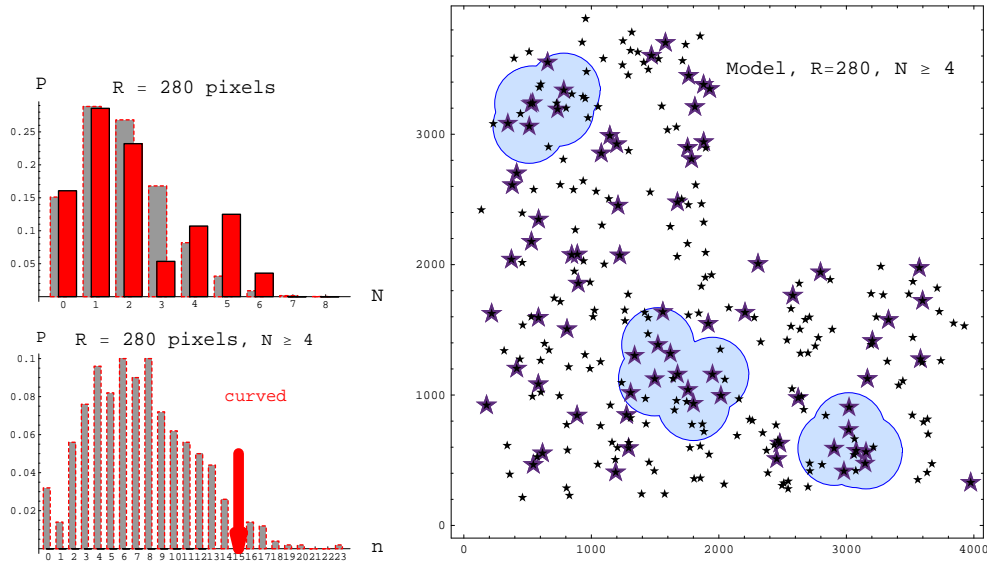 P
R = 280 pixels
0.25
0.2
0.15
0.1
0.05
0 1 2 3 4 5 6 7 8
N
P
R = 280 pixels, N ≥ 4
0.1
0.08
0.06
0.04
0.02
curved
0 1 2 3 4 5 6 7 8 9 10 11 12 13 14 15 16 17 18 19 20 21 22 23
n
Model, R=280, N ≥ 4
3000
2000
1000
0
0 1000 2000 3000 4000